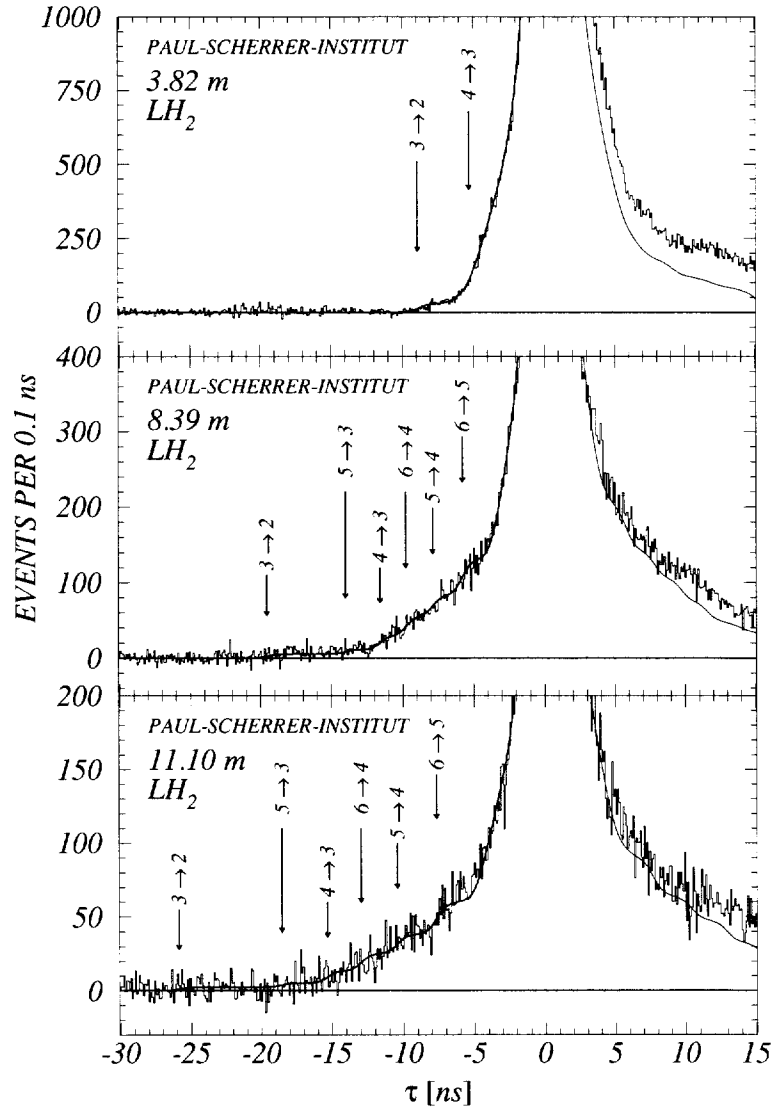 1000
750
500
250
0
PAUL-SCHERRER-INSTITUT
3.82 m
LH₂
3→2
4→3
EVENTS PER 0.1 ns
400
300
200
100
0
PAUL-SCHERRER-INSTITUT
8.39 m
LH₂
3→2
5→3
4→3
6→4
5→4
6→5
200
150
100
50
0
PAUL-SCHERRER-INSTITUT
11.10 m
LH₂
3→2
5→3
4→3
6→4
5→4
6→5
-30 -25 -20 -15 -10 -5 0 5 10 15
τ [ns]